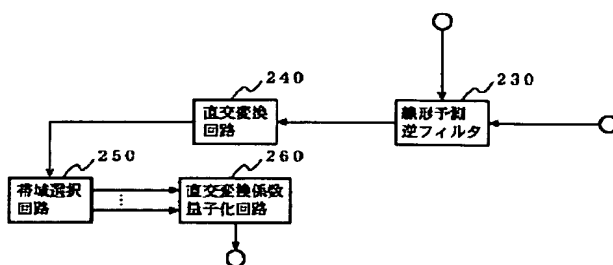 240
直交変換
回路
230
線形予測
逆フィルタ
250
帯域選択
回路
260
直交変換係数
量子化回路